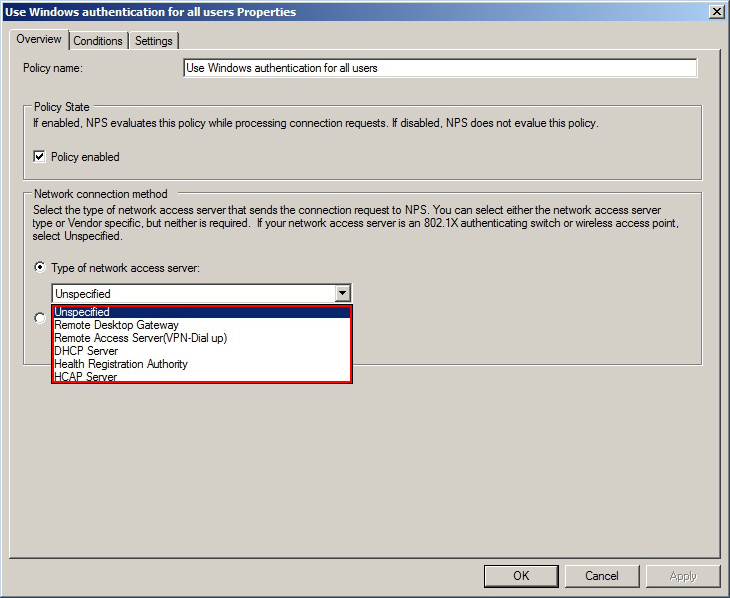 Use Windows authentication for all users Properties
Overview
Conditions
Settings
Policy name:
Use Windows authentication for all users
Policy State
If enabled, NPS evaluates this policy while processing connection requests. If disabled, NPS does not evalue this policy.
Policy enabled
Network connection method
Select the type of network access server that sends the connection request to NPS. You can select either the network access server
type or Vendor specific, but neither is required.  If your network access server is an 802.1X authenticating switch or wireless access point,
select Unspecified.
Type of network access server:
Unspecified
Unspecified
Remote Desktop Gateway
Remote Access Server(VPN-Dial up)
DHCP Server
Health Registration Authority
HCAP Server
OK
Cancel
Apply